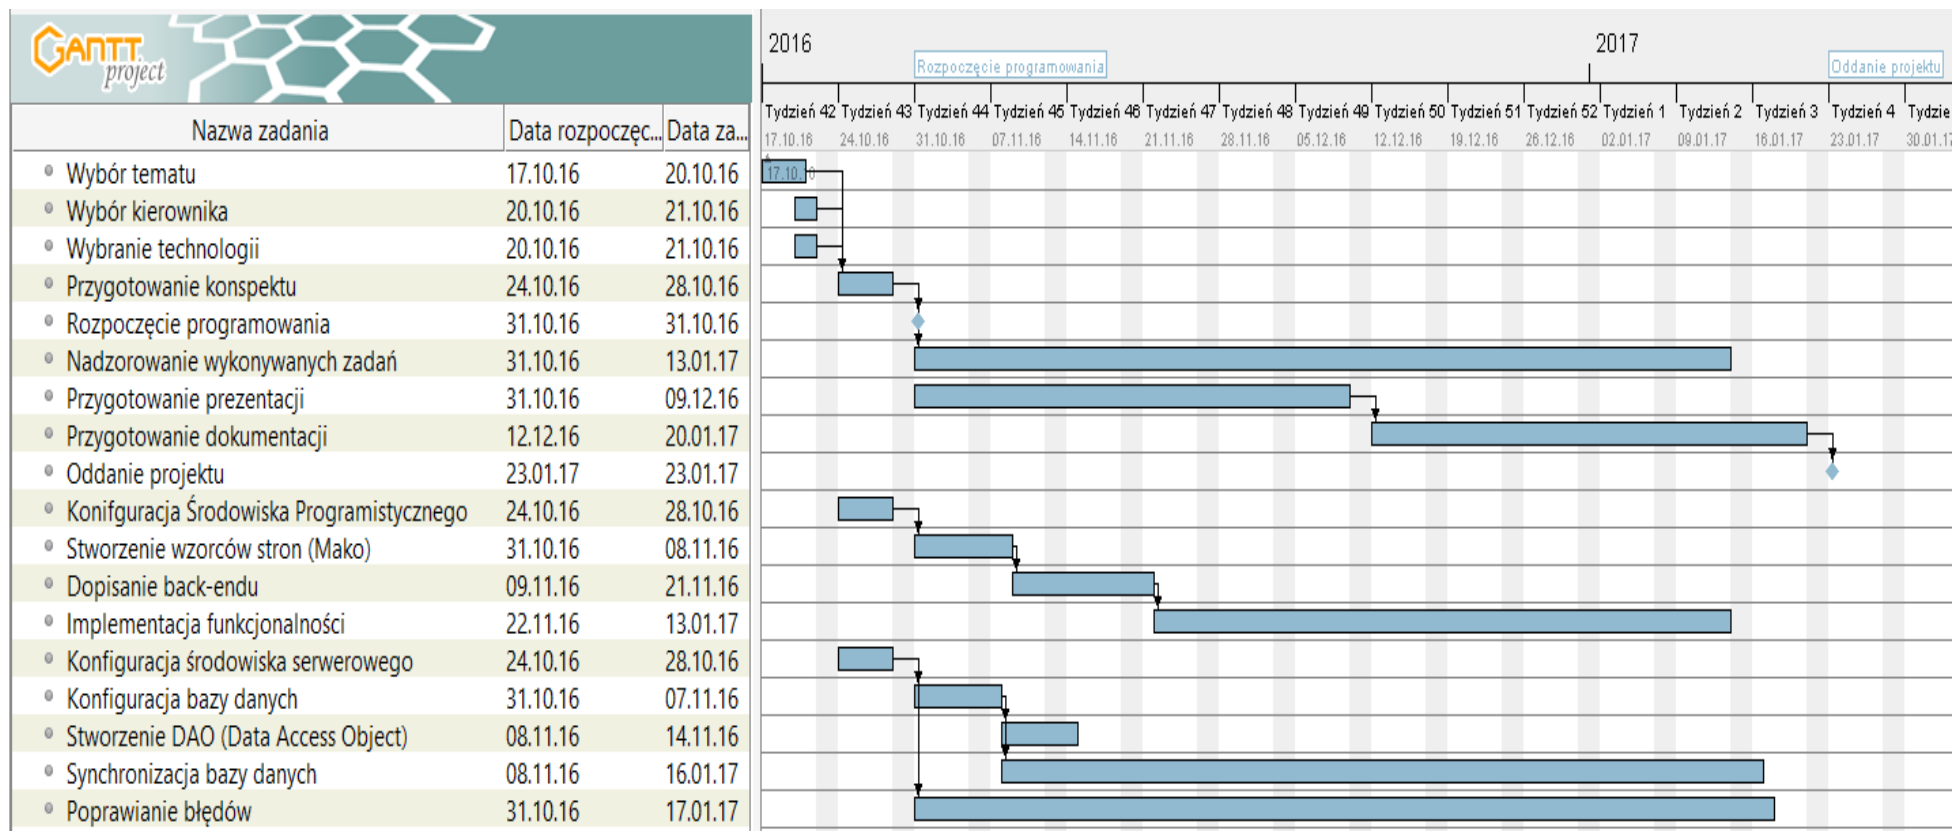 GANTT
project
2016
2017
Rozpoczęcie programowania
Oddanie projektu
Nazwa zadania Data rozpoczęc... Data za...
Tydzień 42 Tydzień 43 Tydzień 44 Tydzień 45 Tydzień 46 Tydzień 47 Tydzień 48 Tydzień 49 Tydzień 50 Tydzień 51 Tydzień 52 Tydzień 1 Tydzień 2 Tydzień 3 Tydzień 4 Tydzie
17.10.16 24.10.16 31.10.16 07.11.16 14.11.16 21.11.16 28.11.16 05.12.16 12.12.16 19.12.16 26.12.16 02.01.17 09.01.17 16.01.17 23.01.17 30.01.17
Wybór tematu 17.10.16 20.10.16
Wybór kierownika 20.10.16 21.10.16
Wybranie technologii 20.10.16 21.10.16
Przygotowanie konspektu 24.10.16 28.10.16
Rozpoczęcie programowania 31.10.16 31.10.16
Nadzorowanie wykonywanych zadań 31.10.16 13.01.17
Przygotowanie prezentacji 31.10.16 09.12.16
Przygotowanie dokumentacji 12.12.16 20.01.17
Oddanie projektu 23.01.17 23.01.17
Konifguracja Środowiska Programistycznego 24.10.16 28.10.16
Stworzenie wzorców stron (Mako) 31.10.16 08.11.16
Dopisanie back-endu 09.11.16 21.11.16
Implementacja funkcjonalności 22.11.16 13.01.17
Konfiguracja środowiska serwerowego 24.10.16 28.10.16
Konfiguracja bazy danych 31.10.16 07.11.16
Stworzenie DAO (Data Access Object) 08.11.16 14.11.16
Synchronizacja bazy danych 08.11.16 16.01.17
Poprawianie błędów 31.10.16 17.01.17